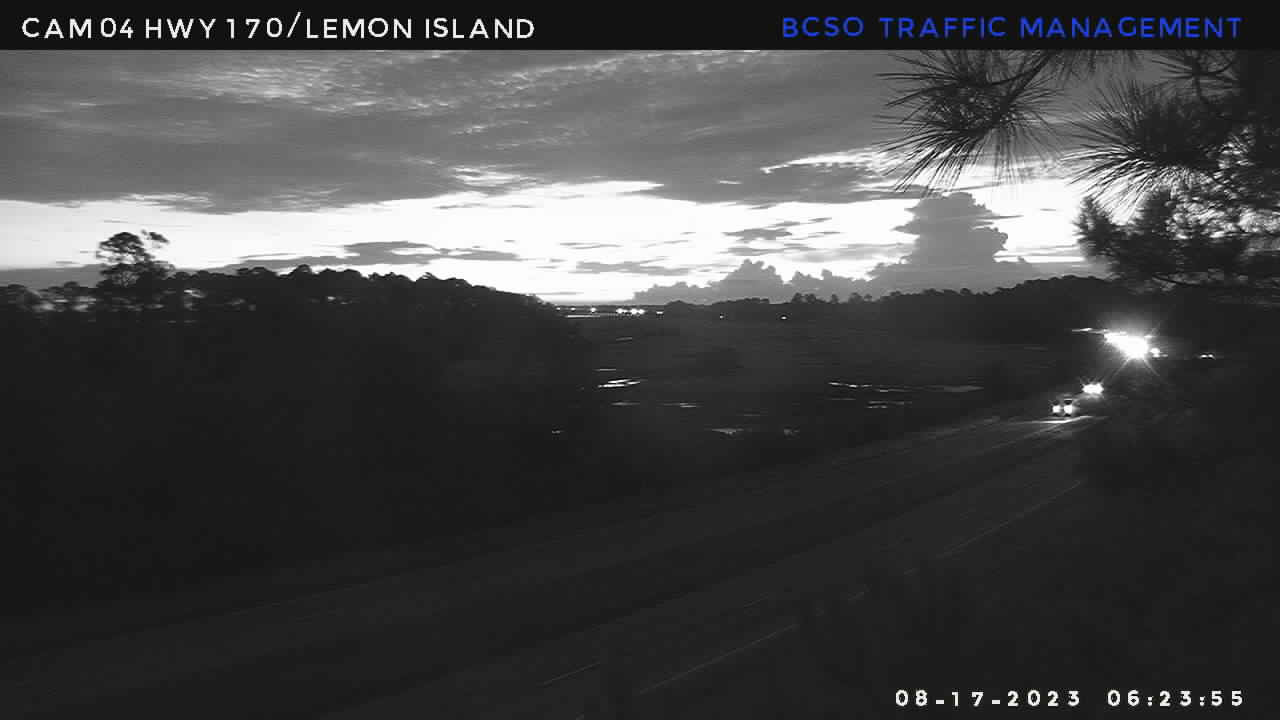 CAM04 HWY 170/LEMON ISLAND
BCSO TRAFFIC MANAGEMENT
08-17-2023 06:23:55